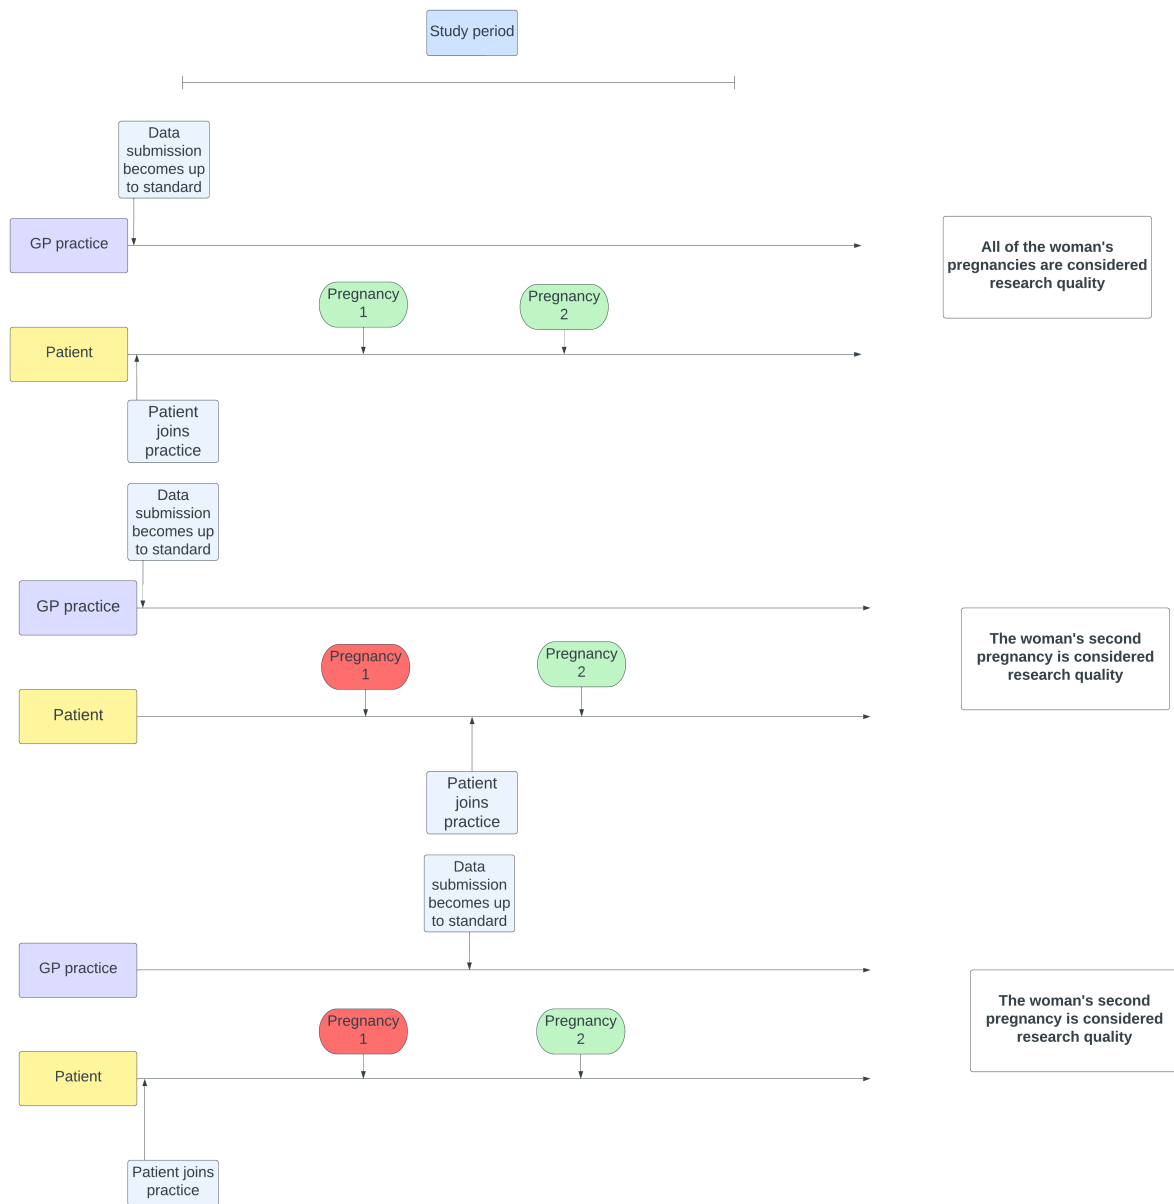 Study period
Data
submission
becomes up
to standard
GP practice
All of the woman's
pregnancies are considered
research quality
Pregnancy
1
Pregnancy
2
Patient
Patient
joins
practice
Data
submission
becomes up
to standard
GP practice
The woman's second
pregnancy is considered
research quality
Pregnancy
1
Pregnancy
2
Patient
Patient
joins
practice
Data
submission
becomes up
to standard
GP practice
The woman's second
pregnancy is considered
research quality
Pregnancy
1
Pregnancy
2
Patient
Patient joins
practice